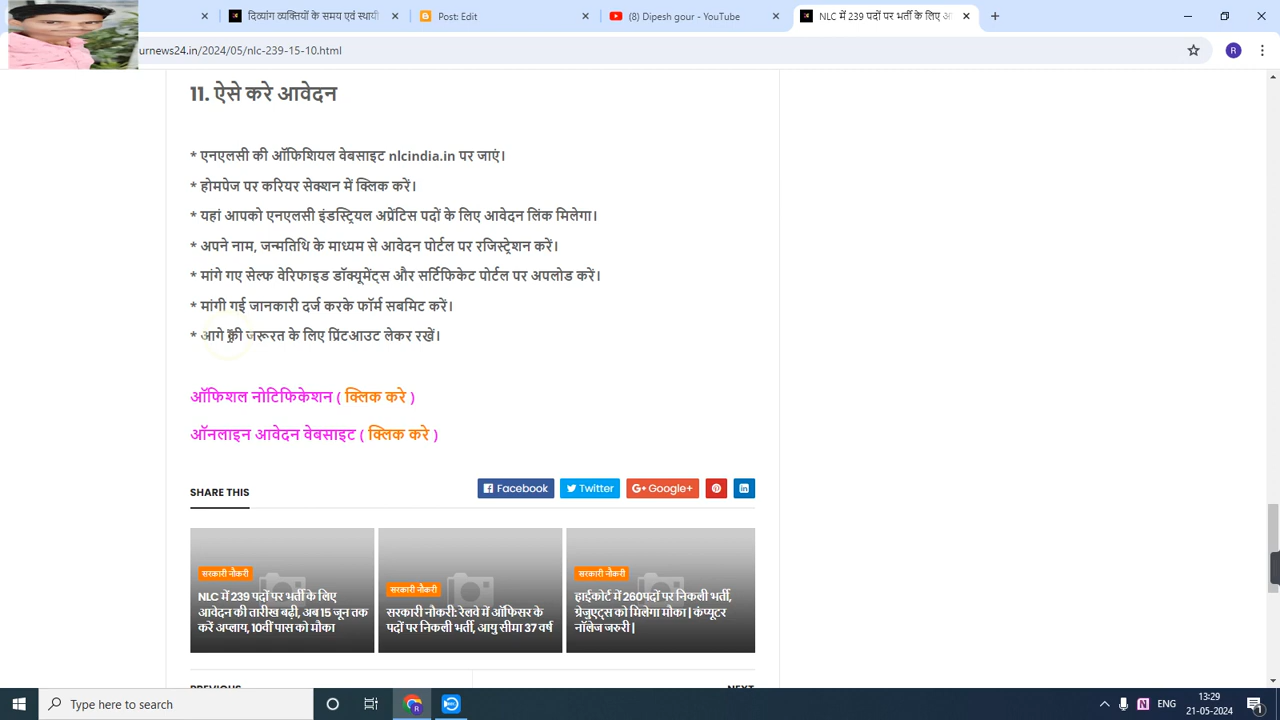 दिव्यांग व्यक्तियों के समय एवं स्थायी
Post: Edit
(8) Dipesh gour - YouTube
NLC में 239 पदों पर भर्ती के लिए आ
urnews24.in/2024/05/nlc-239-15-10.html
R
11. ऐसे करे आवेदन
* एनएलसी की ऑफिशियल वेबसाइट nlcindia.in पर जाएं।
* होमपेज पर करियर सेक्शन में क्लिक करें।
* यहां आपको एनएलसी इंडस्ट्रियल अप्रेंटिस पदों के लिए आवेदन लिंक मिलेगा।
* अपने नाम, जन्मतिथि के माध्यम से आवेदन पोर्टल पर रजिस्ट्रेशन करें।
* मांगे गए सेल्फ वेरिफाइड डॉक्यूमेंट्स और सर्टिफिकेट पोर्टल पर अपलोड करें।
* मांगी गई जानकारी दर्ज करके फॉर्म सबमिट करें।
* आगे की जरूरत के लिए प्रिंटआउट लेकर रखें।
ऑफिशल नोटिफिकेशन ( क्लिक करे )
ऑनलाइन आवेदन वेबसाइट ( क्लिक करे )
SHARE THIS
Facebook
Twitter
Google+
सरकारी नौकरी
NLC में 239 पदों पर भर्ती के लिए
आवेदन की तारीख बढ़ी, अब 15 जून तक
करें अप्लाय, 10वीं पास को मौका
सरकारी नौकरी
सरकारी नौकरी: रेलवे में ऑफिसर के
पदों पर निकली भर्ती, आयु सीमा 37 वर्ष
सरकारी नौकरी
हाईकोर्ट में 260पदों पर निकली भर्ती,
ग्रेजुएट्स को मिलेगा मौका | कंप्यूटर
नॉलेज जरुरी |
PREVIOUS
NEXT
Type here to search
ENG
13:29
21-05-2024